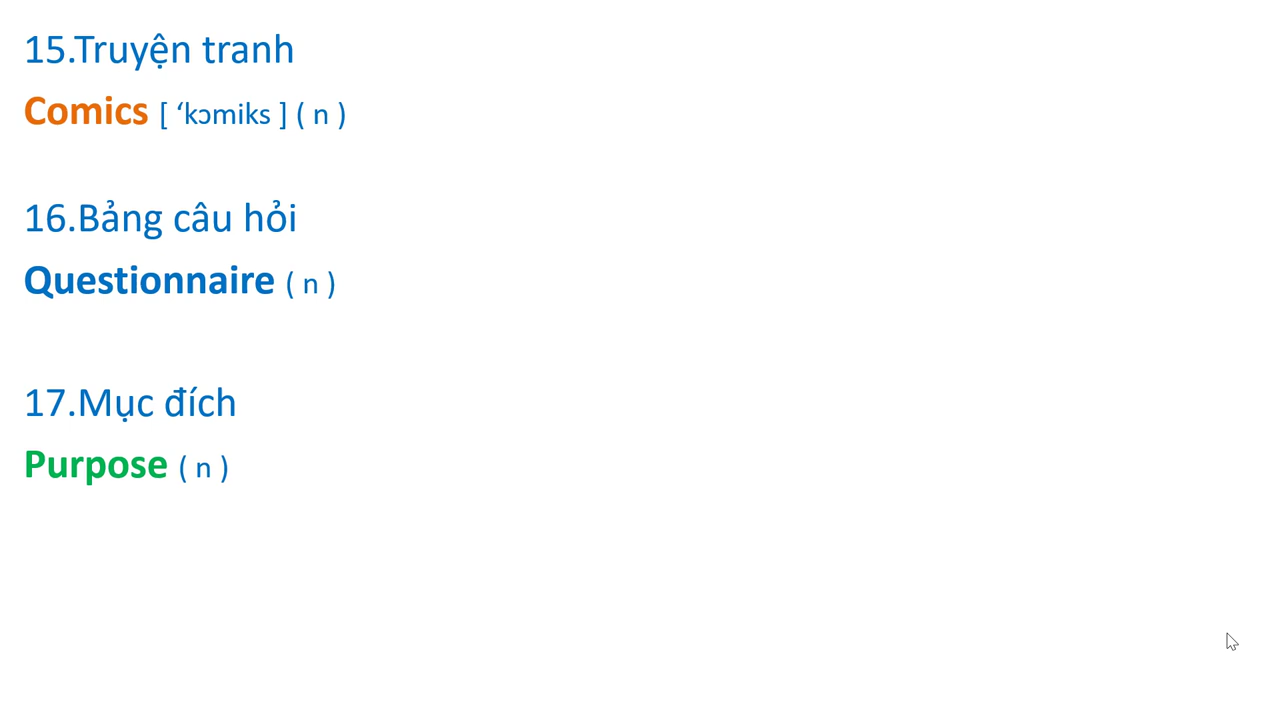 15.Truyện tranh
Comics [ ‘kɔmiks ] ( n )
16.Bảng câu hỏi
Questionnaire ( n )
17.Mục đích
Purpose ( n )